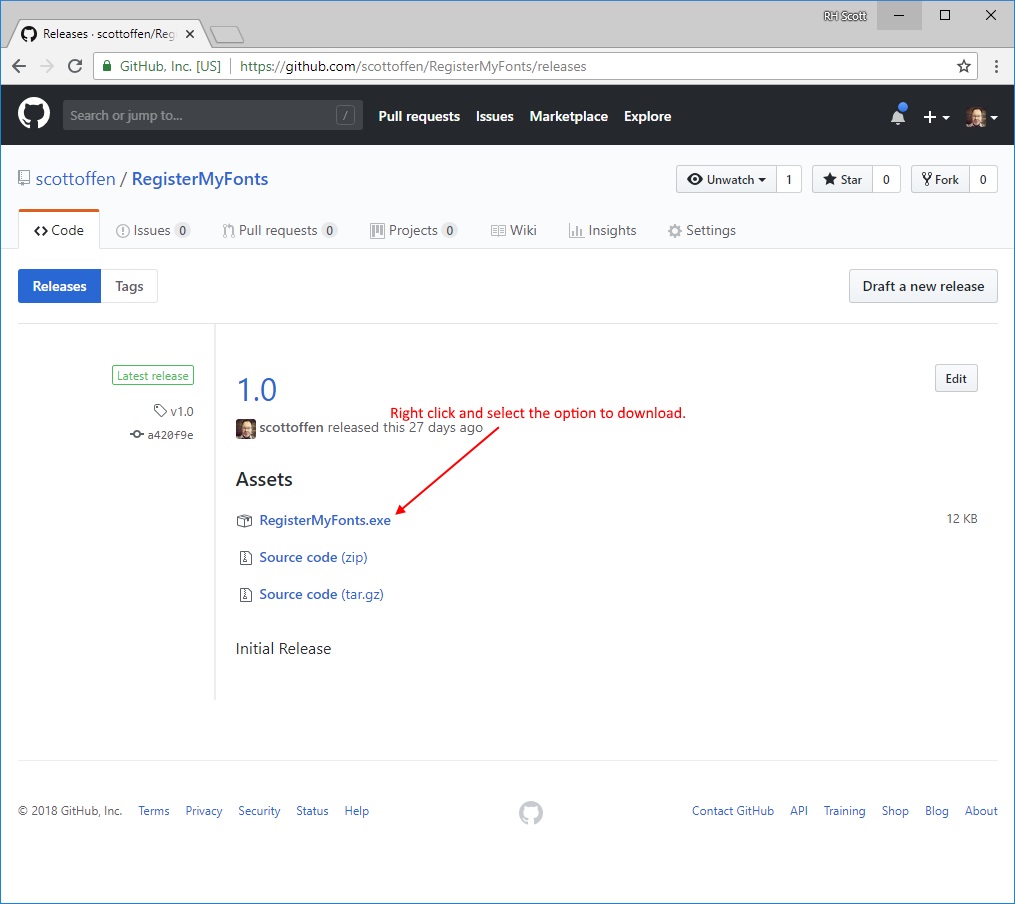 RH Scott
Releases · scottoffen/Reg
GitHub, Inc. [US] https://github.com/scottoffen/RegisterMyFonts/releases
Search or jump to... / Pull requests Issues Marketplace Explore
scottoffen / RegisterMyFonts Unwatch 1 Star 0 Fork 0
Code Issues 0 Pull requests 0 Projects 0 Wiki Insights Settings
Releases Tags Draft a new release
Latest release
v1.0
a420f9e
1.0 Edit
Right click and select the option to download.
scottoffen released this 27 days ago
Assets
RegisterMyFonts.exe 12 KB
Source code (zip)
Source code (tar.gz)
Initial Release
© 2018 GitHub, Inc. Terms Privacy Security Status Help Contact GitHub API Training Shop Blog About